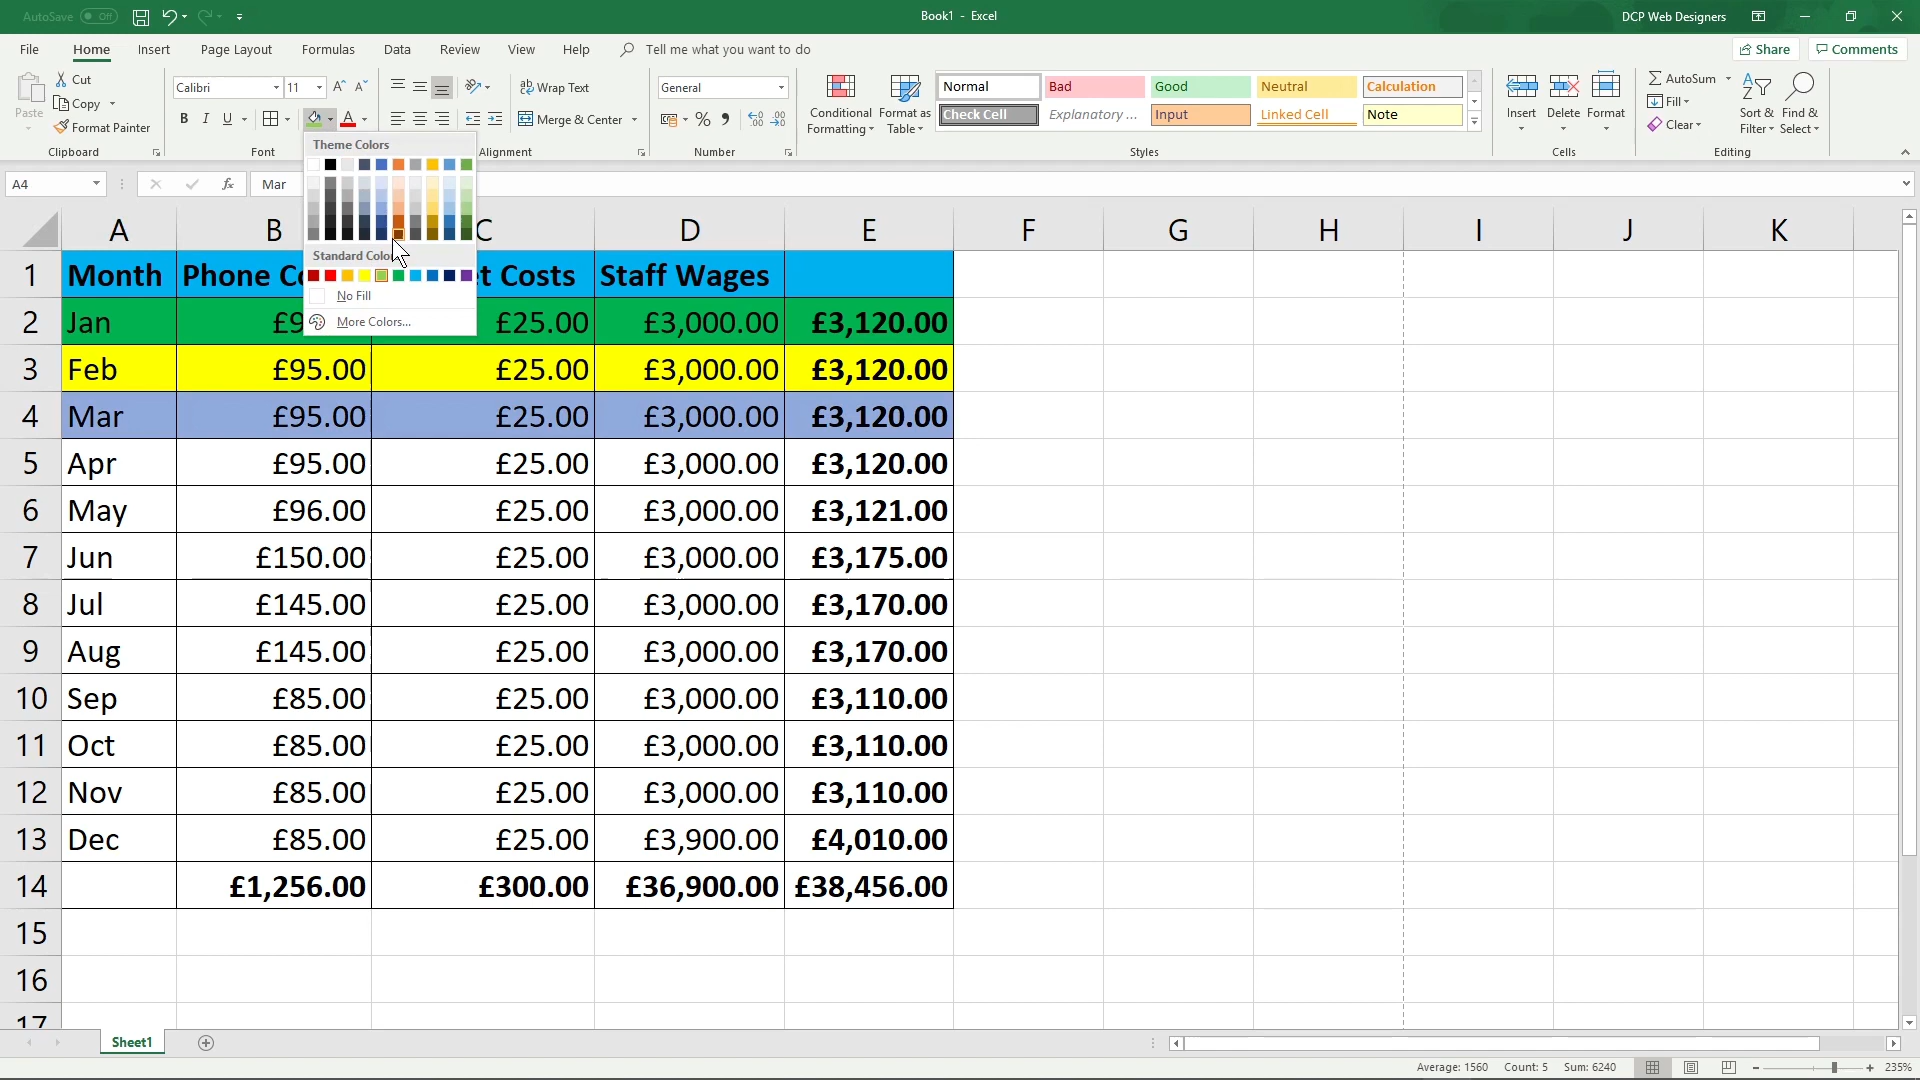 AutoSave Off Book1 - Excel DCP Web Designers
File Home Insert Page Layout Formulas Data Review View Help Tell me what you want to do Share Comments
Paste Cut Copy Format Painter
Clipboard
Calibri 11 A A
B I U A
Font
Wrap Text
Merge & Center
Alignment
General
% 9
Number
Conditional Formatting
Format as Table
Normal Bad Good Neutral Calculation
Check Cell Explanatory ... Input Linked Cell Note
Styles
Insert Delete Format
Cells
AutoSum
Fill
Clear
Sort & Filter
Find & Select
Editing
Theme Colors
Standard Colo
No Fill
More Colors...
A4 fx Mar
A B C D E F G H I J K
1 Month Phone Co et Costs Staff Wages
2 Jan £9 £25.00 £3,000.00 £3,120.00
3 Feb £95.00 £25.00 £3,000.00 £3,120.00
4 Mar £95.00 £25.00 £3,000.00 £3,120.00
5 Apr £95.00 £25.00 £3,000.00 £3,120.00
6 May £96.00 £25.00 £3,000.00 £3,121.00
7 Jun £150.00 £25.00 £3,000.00 £3,175.00
8 Jul £145.00 £25.00 £3,000.00 £3,170.00
9 Aug £145.00 £25.00 £3,000.00 £3,170.00
10 Sep £85.00 £25.00 £3,000.00 £3,110.00
11 Oct £85.00 £25.00 £3,000.00 £3,110.00
12 Nov £85.00 £25.00 £3,000.00 £3,110.00
13 Dec £85.00 £25.00 £3,900.00 £4,010.00
14 £1,256.00 £300.00 £36,900.00 £38,456.00
15
16
17
Sheet1
Average: 1560 Count: 5 Sum: 6240 235%